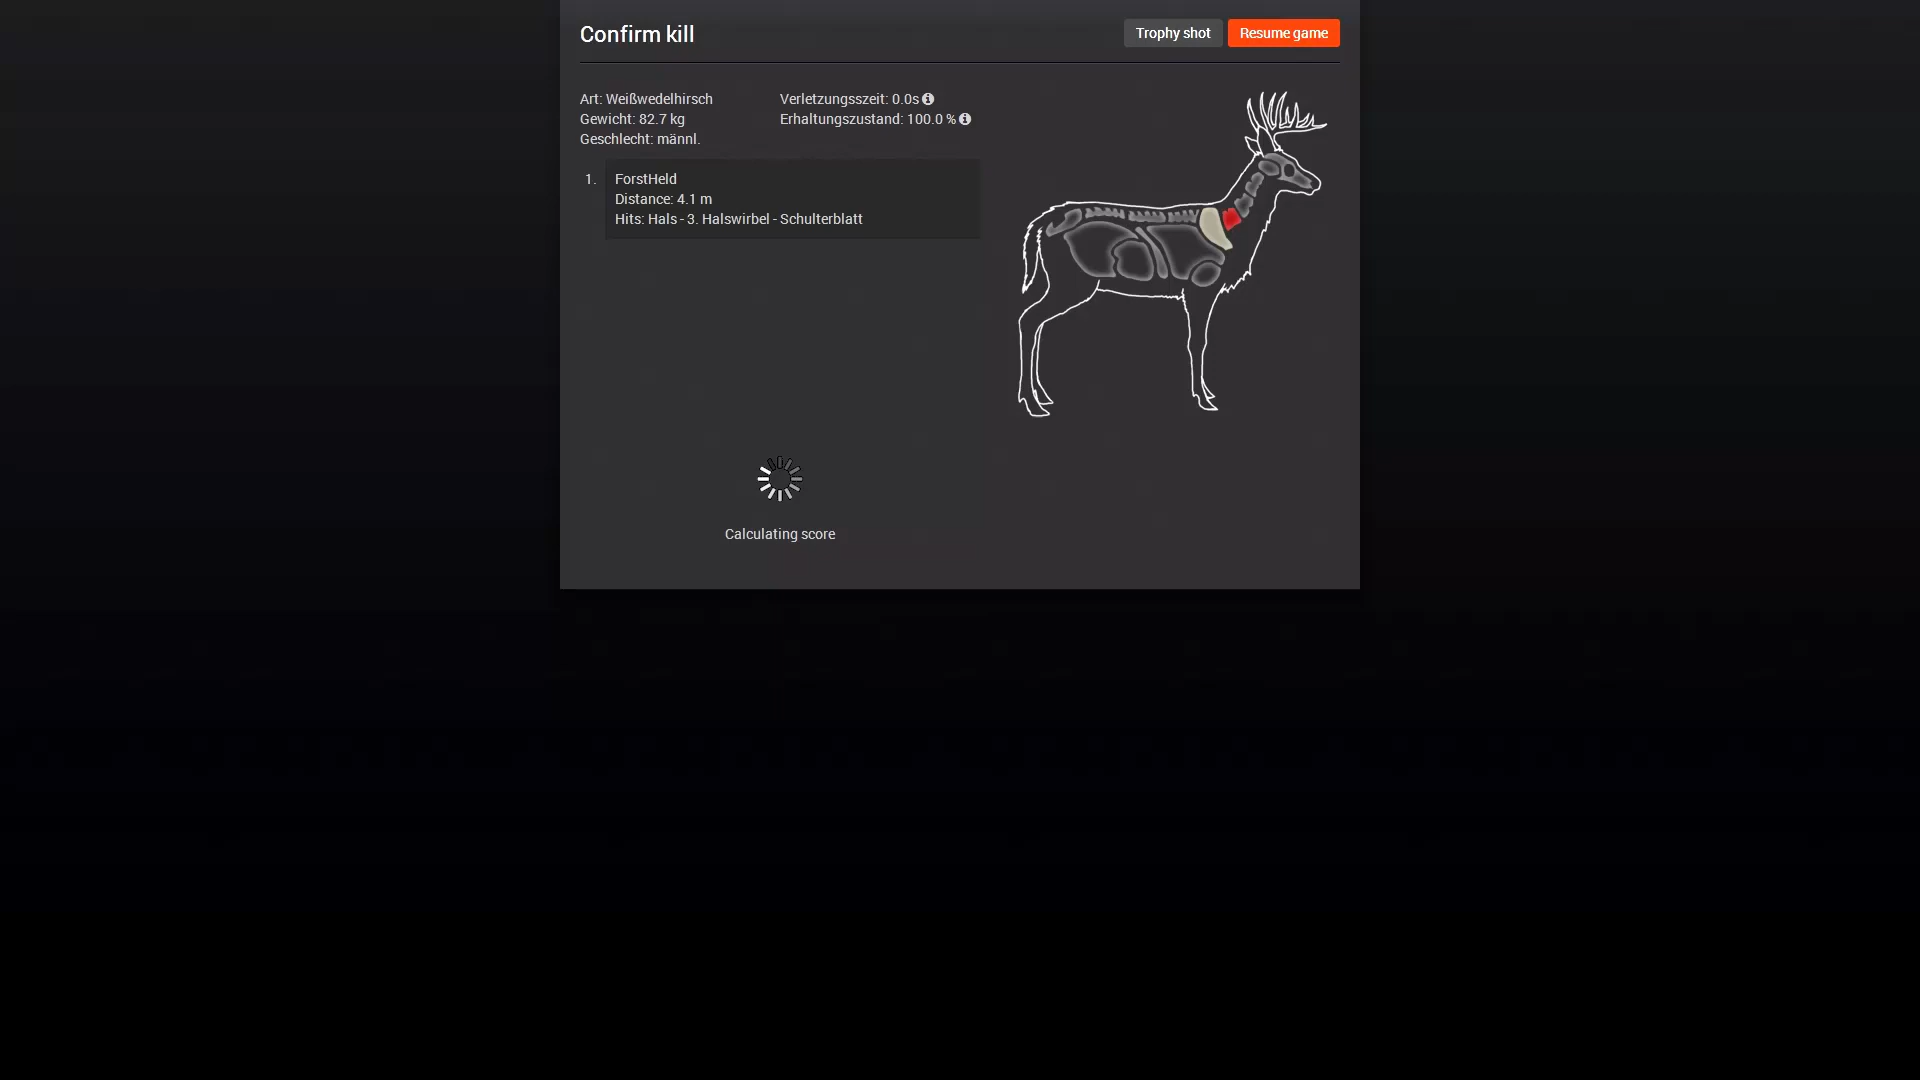 Confirm kill
Trophy shot
Resume game
Art: Weißwedelhirsch
Gewicht: 82.7 kg
Geschlecht: männl.
Verletzungsszeit: 0.0s
Erhaltungszustand: 100.0 %
1.
ForstHeld
Distance: 4.1 m
Hits: Hals - 3. Halswirbel - Schulterblatt
Calculating score